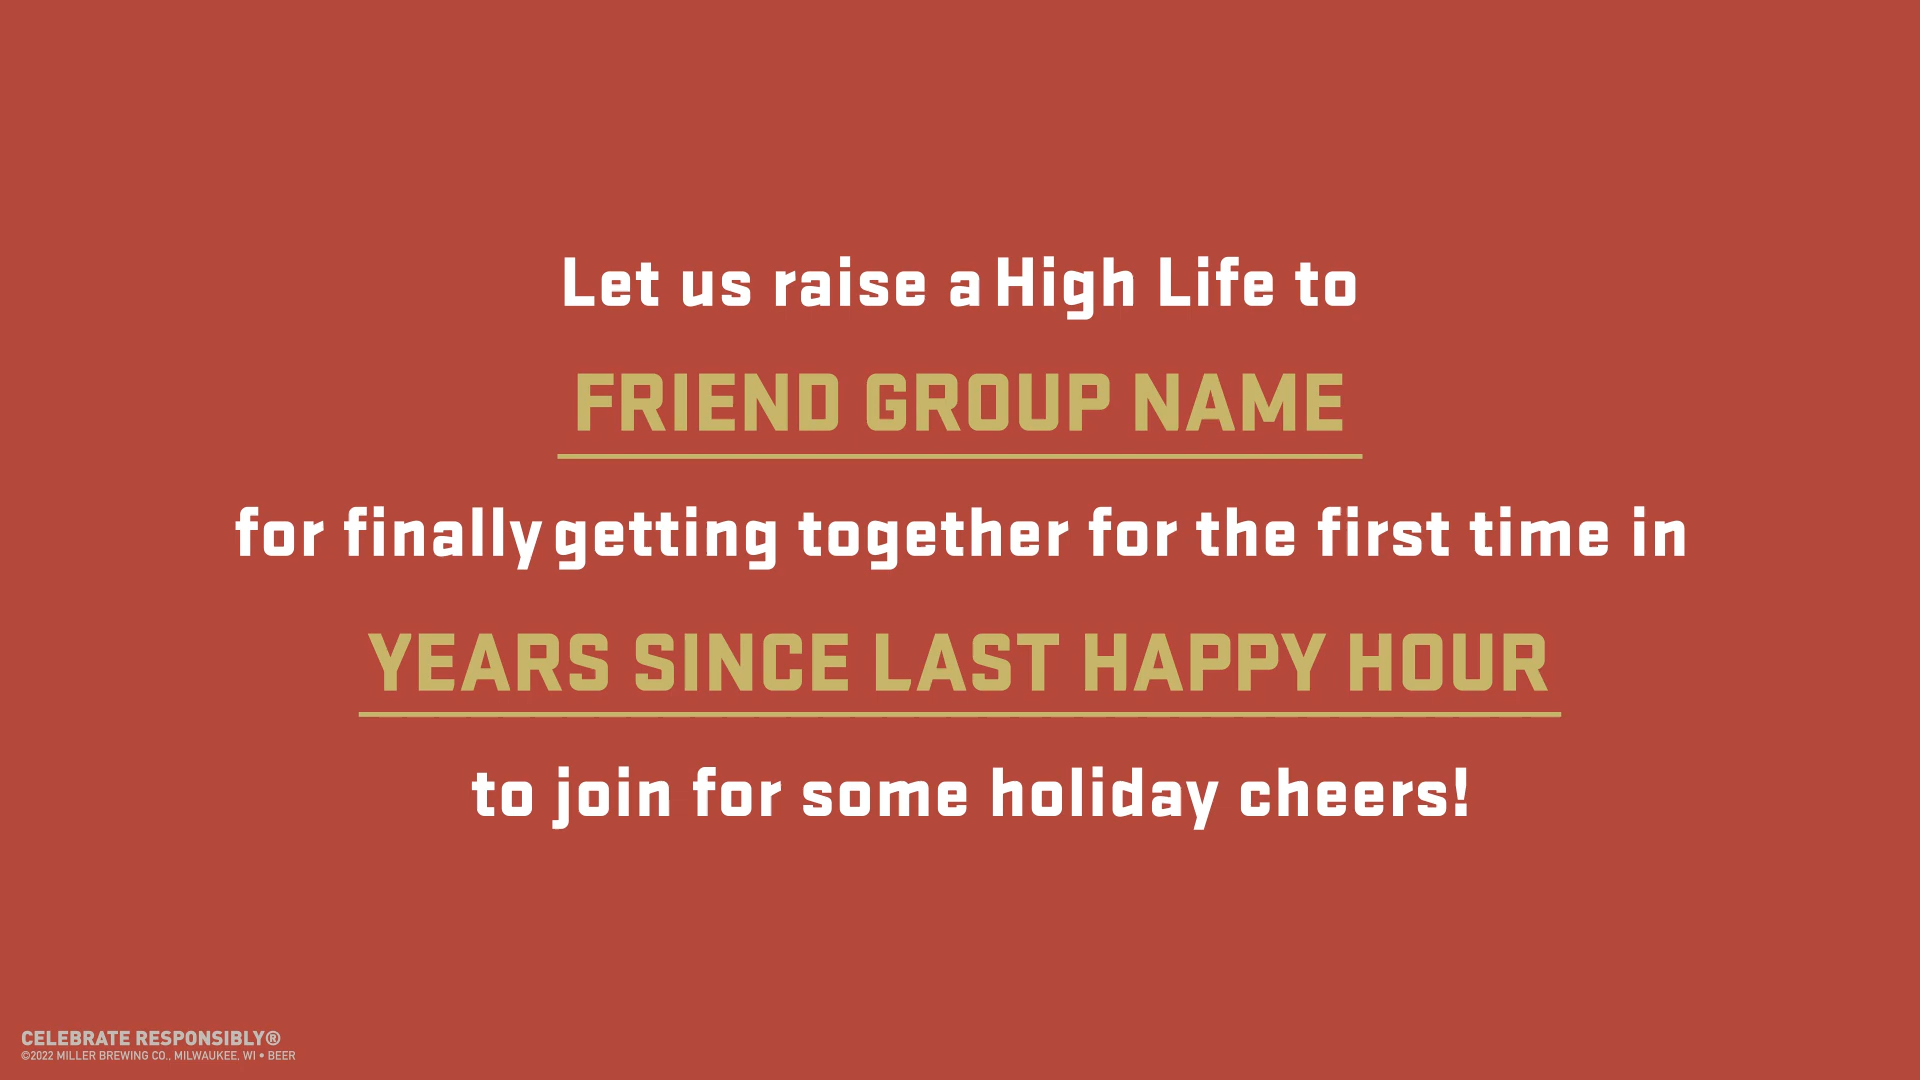 Let us raise a High Life to
FRIEND GROUP NAME
for finally getting together for the first time in
YEARS SINCE LAST HAPPY HOUR
to join for some holiday cheers!
CELEBRATE RESPONSIBLY®
©2022 MILLER BREWING CO., MILWAUKEE, WI • BEER